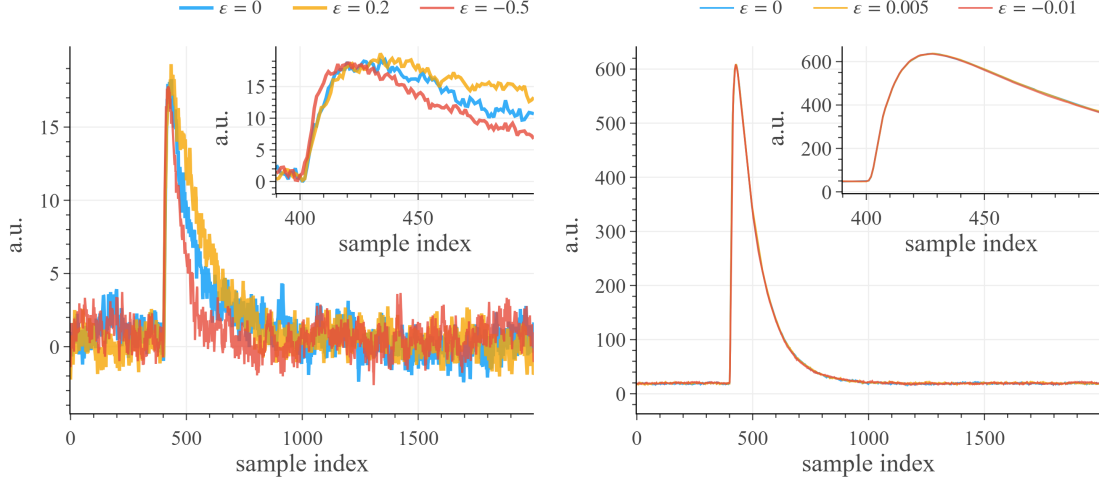 ε = 0 ε = 0.2 ε = −0.5
15
10
5
0
a.u.
0 500 1000 1500
sample index
15
10
5
0
a.u.
400 450
sample index
ε = 0 ε = 0.005 ε = −0.01
600
500
400
300
200
100
0
a.u.
0 500 1000 1500
sample index
600
400
200
0
a.u.
400 450
sample index